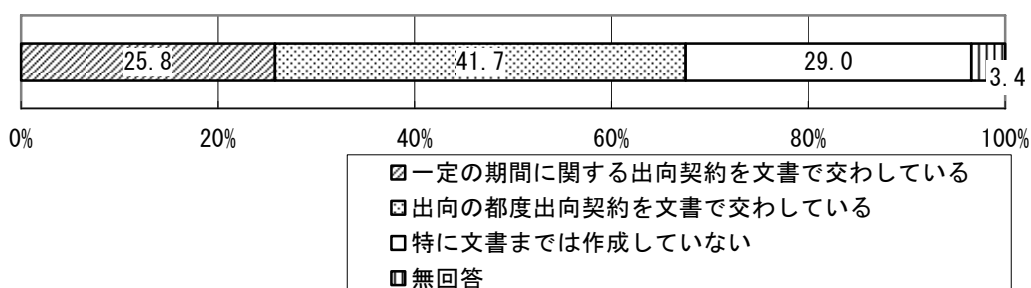 25.8 41.7 29.0 3.4
0% 20% 40% 60% 80% 100%
一定の期間に関する出向契約を文書で交わしている
出向の都度出向契約を文書で交わしている
特に文書までは作成していない
無回答